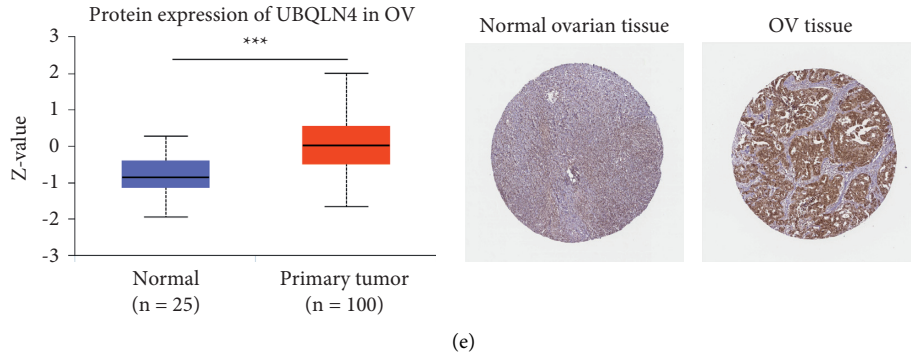 Protein expression of UBQLN4 in OV
***
Z-value
3
2
1
0
-1
-2
-3
Normal
(n = 25)
Primary tumor
(n = 100)
Normal ovarian tissue
OV tissue
(e)